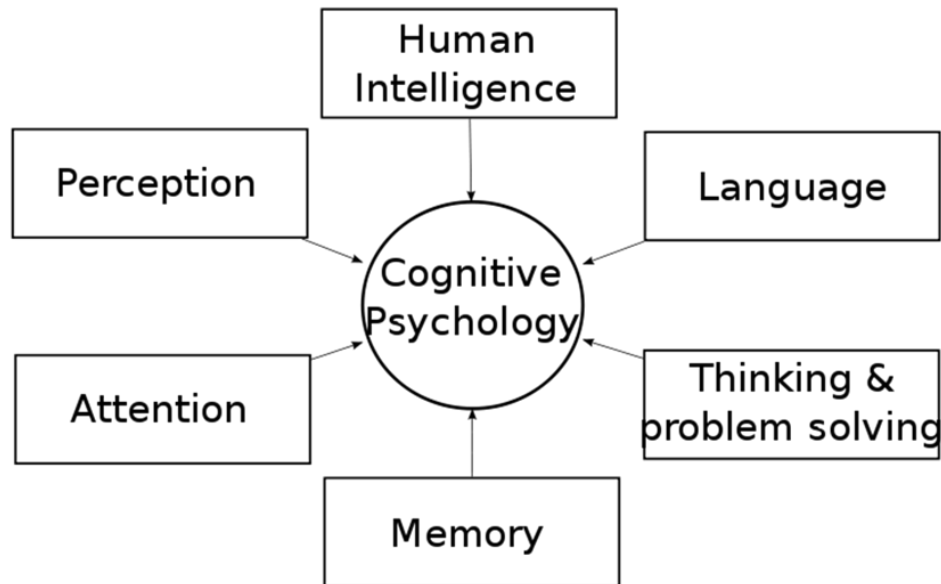 Human
Intelligence
Perception
Language
Cognitive
Psychology
Attention
Thinking &
problem solving
Memory